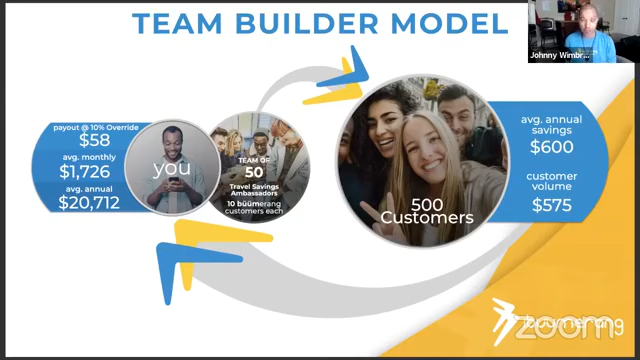 TEAM BUILDER MODEL
Johnny Wimbr...
payout @ 10% Override
$58
avg. monthly
$1,726
avg. annual
$20,712
you
TEAM OF
50
Travel Savings
Ambassadors
10 büümerang
customers each
500
Customers
avg. annual
savings
$600
customer
volume
$575
zoom